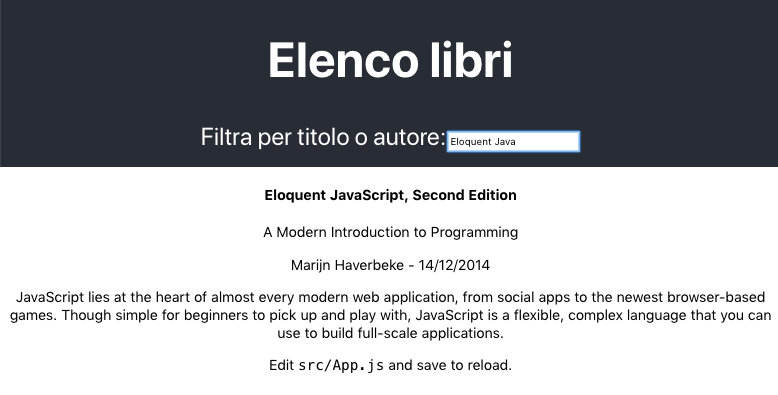 Elenco libri
Filtra per titolo o autore: Eloquent Java
Eloquent JavaScript, Second Edition
A Modern Introduction to Programming
Marijn Haverbeke - 14/12/2014
JavaScript lies at the heart of almost every modern web application, from social apps to the newest browser-based
games. Though simple for beginners to pick up and play with, JavaScript is a flexible, complex language that you can
use to build full-scale applications.
Edit src/App.js and save to reload.